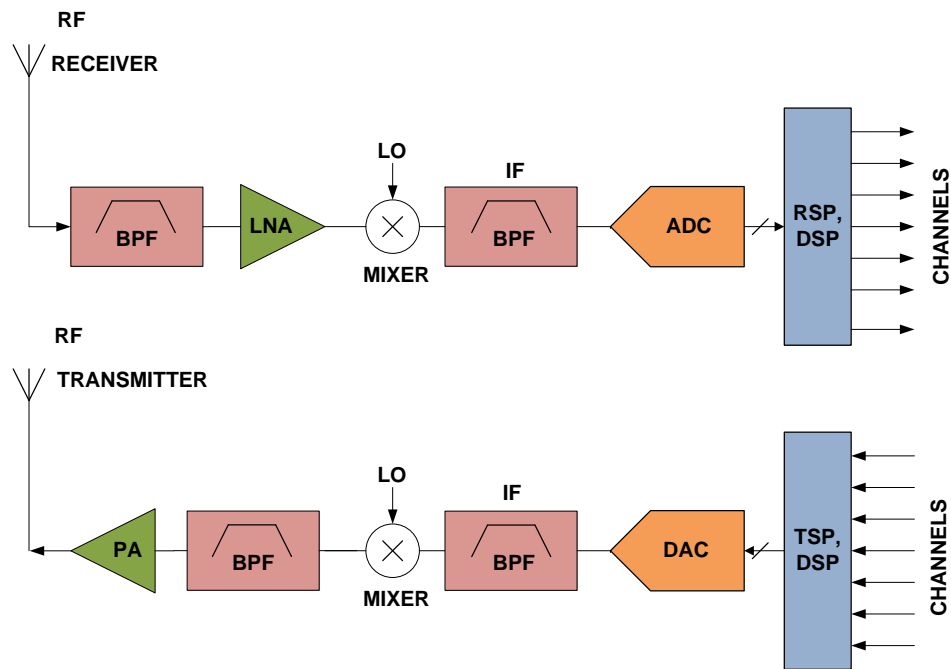 RF
RECEIVER
LO
IF
BPF
LNA
MIXER
BPF
ADC
RSP,
DSP
CHANNELS
RF
TRANSMITTER
LO
IF
PA
BPF
MIXER
BPF
DAC
TSP,
DSP
CHANNELS